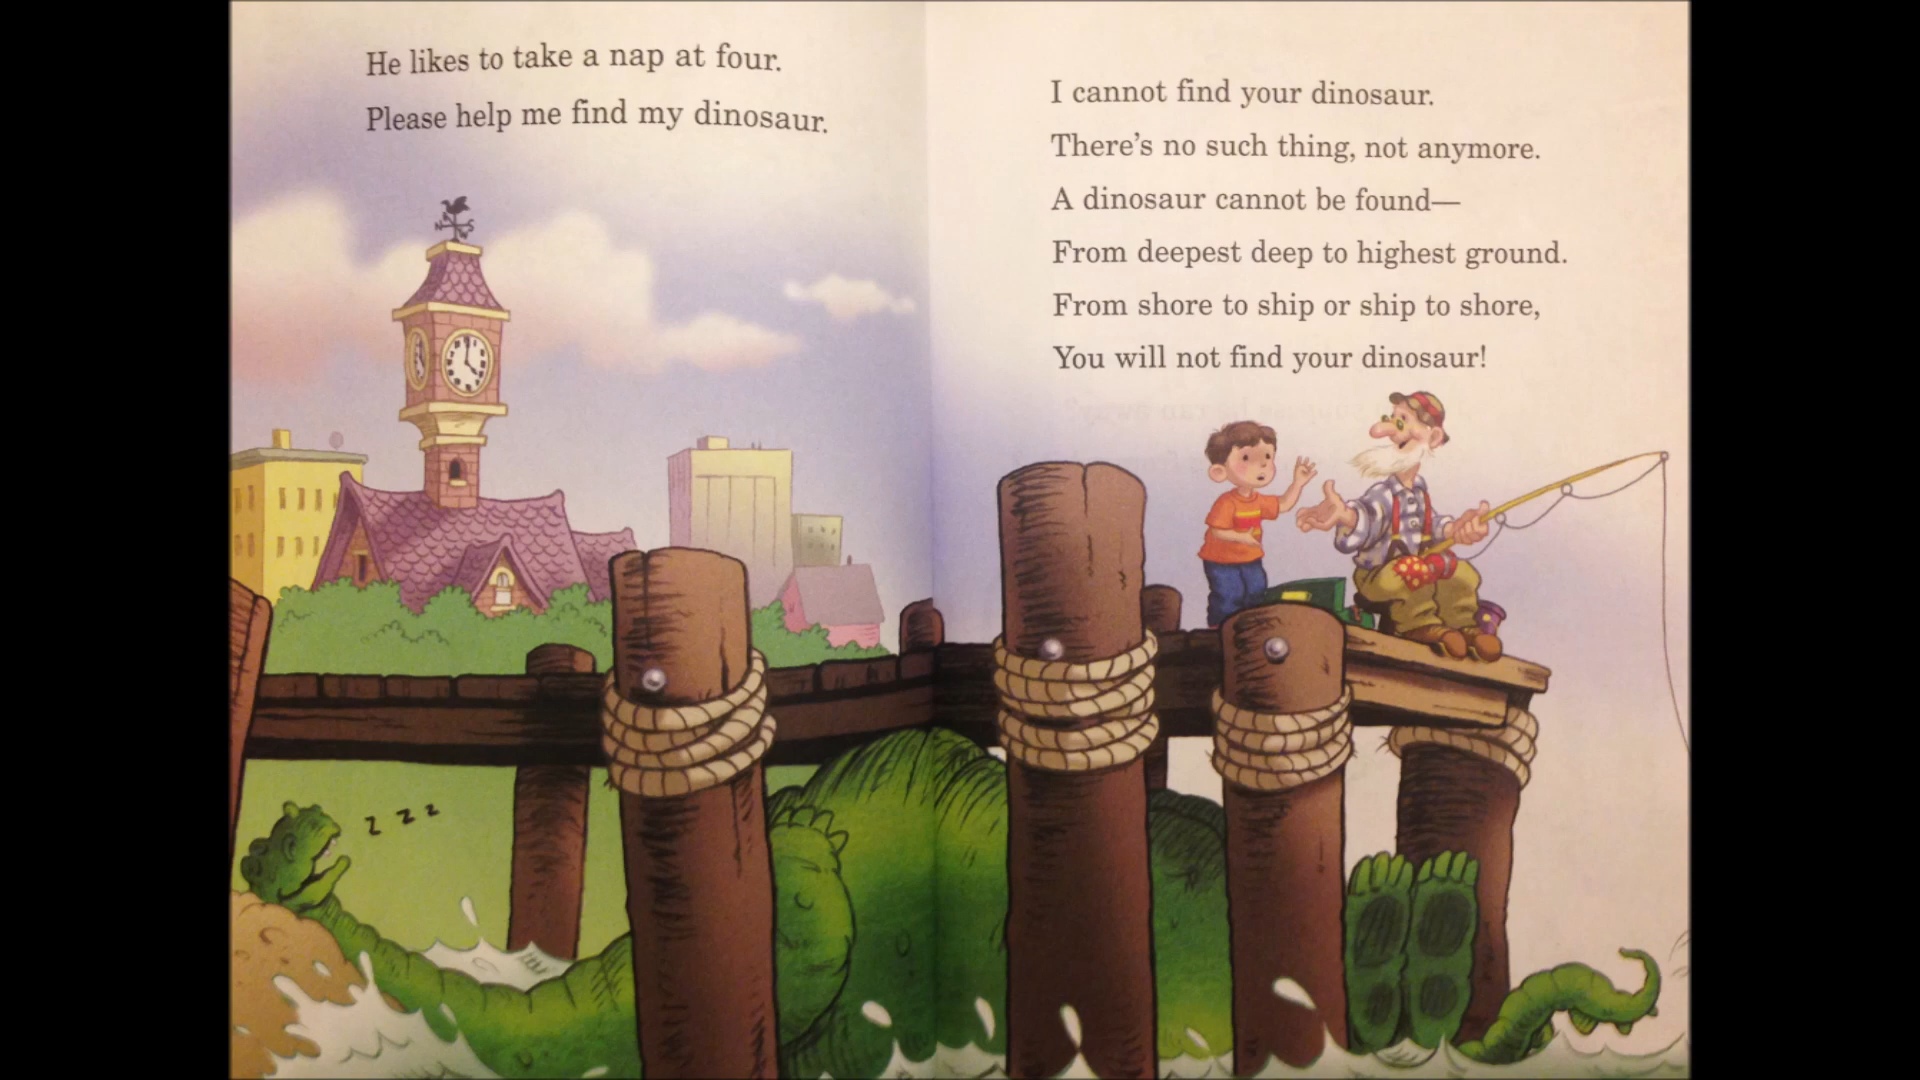 He likes to take a nap at four.
Please help me find my dinosaur.
I cannot find your dinosaur.
There's no such thing, not anymore.
A dinosaur cannot be found—
From deepest deep to highest ground.
From shore to ship or ship to shore,
You will not find your dinosaur!
N S
W
z z z